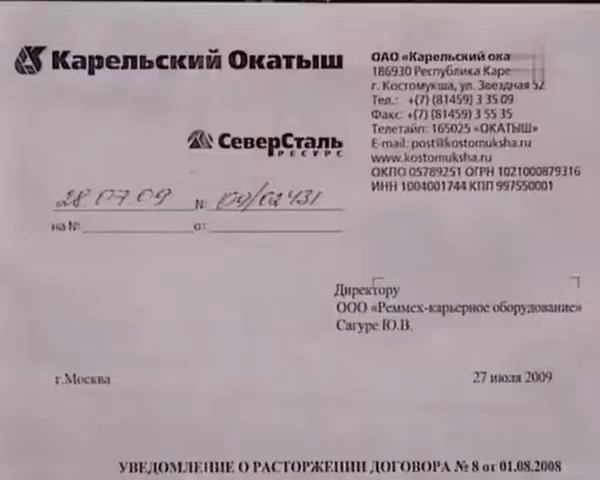 Карельский Окатыш
СеверСталь
РЕСУРС
ОАО «Карельский ока
186930 Республика Каре
г. Костомукша, ул. Звездная 52
Тел.: +(7) (81459) 3 35 09
Факс: +(7) (81459) 3 55 35
Телетайп: 165025 «ОКАТЫШ»
E-mail: post@kostomuksha.ru
www.kostomuksha.ru
ОКПО 05789251 ОГРН 1021000879316
ИНН 1004001744 КПП 997550001
28.07.09 № 09/02431
на № от
Директору
ООО «Реммех-карьерное оборудование»
Сагуре Ю.В.
г.Москва 27 июля 2009
УВЕДОМЛЕНИЕ О РАСТОРЖЕНИИ ДОГОВОРА № 8 от 01.08.2008